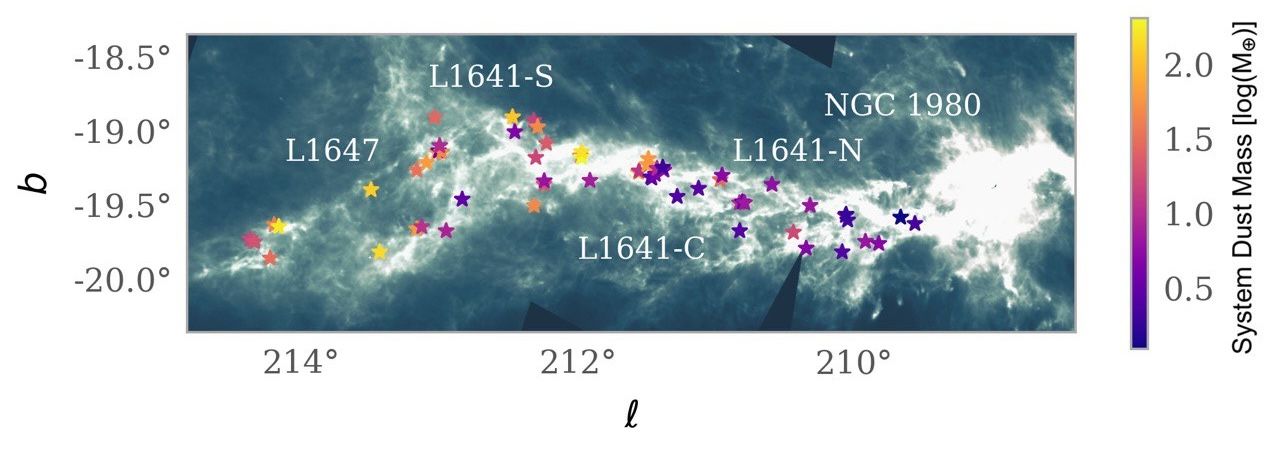 -18.5°
-19.0°
-19.5°
-20.0°
b
L1641-S
NGC 1980
L1647
L1641-N
L1641-C
214°
212°
210°
ℓ
2.0
1.5
1.0
0.5
System Dust Mass [log(M⊕)]